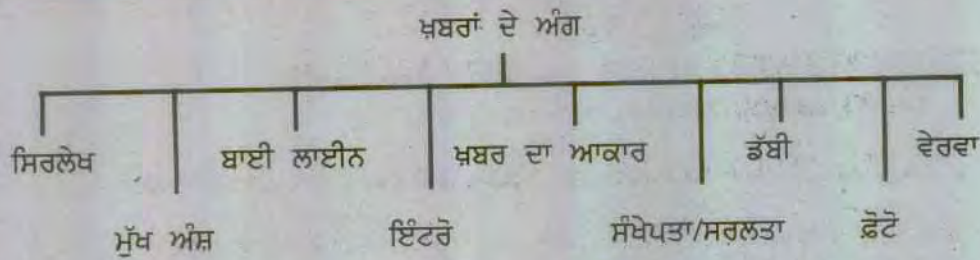 ਖ਼ਬਰਾਂ ਦੇ ਅੰਗ
ਸਿਰਲੇਖ ਬਾਈ ਲਾਈਨ ਖ਼ਬਰ ਦਾ ਆਕਾਰ ਡੱਬੀ ਵੇਰਵਾ
ਮੁੱਖ ਅੰਸ਼ ਇੰਟਰੋ ਸੰਖੇਪਤਾ/ਸਰਲਤਾ ਫ਼ੋਟੋ